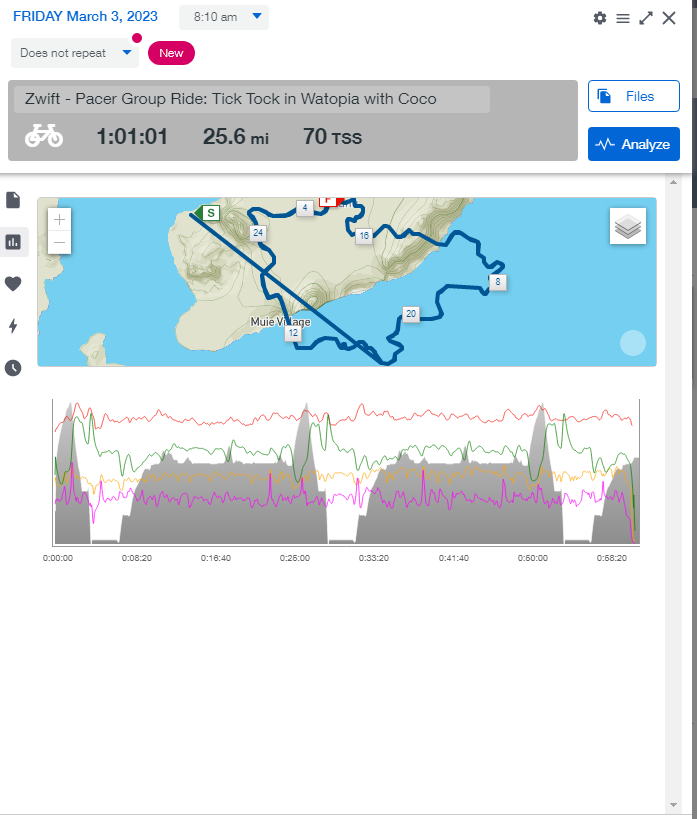 FRIDAY March 3, 2023 8:10 am
Does not repeat New
Zwift - Pacer Group Ride: Tick Tock in Watopia with Coco
Files
1:01:01 25.6 mi 70 TSS
Analyze
+
S
4
F
24
16
−
8
20
Muie Village
12
0:00:00 0:08:20 0:16:40 0:25:00 0:33:20 0:41:40 0:50:00 0:58:20